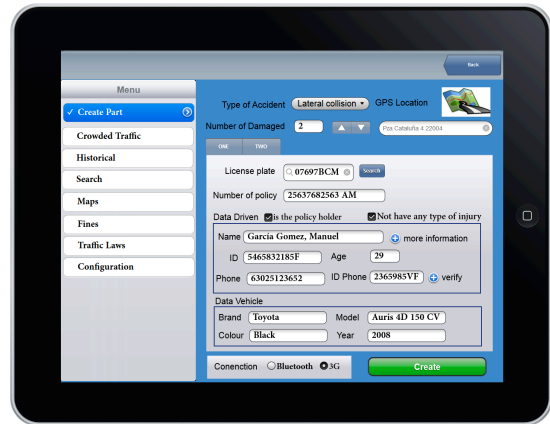 Back
Menu
✓ Create Part
Crowded Traffic
Historical
Search
Maps
Fines
Traffic Laws
Configuration
Type of Accident Lateral collision GPS Location
Number of Damaged 2 Pza Cataluña 4 22004
ONE TWO
License plate 07697BCM Search
Number of policy 25637682563 AM
Data Driven is the policy holder Not have any type of injury
Name Garcia Gomez, Manuel more information
ID 5465832185F Age 29
Phone 63025123652 ID Phone 2365985VF verify
Data Vehicle
Brand Toyota Model Auris 4D 150 CV
Colour Black Year 2008
Conenction Bluetooth 3G Create